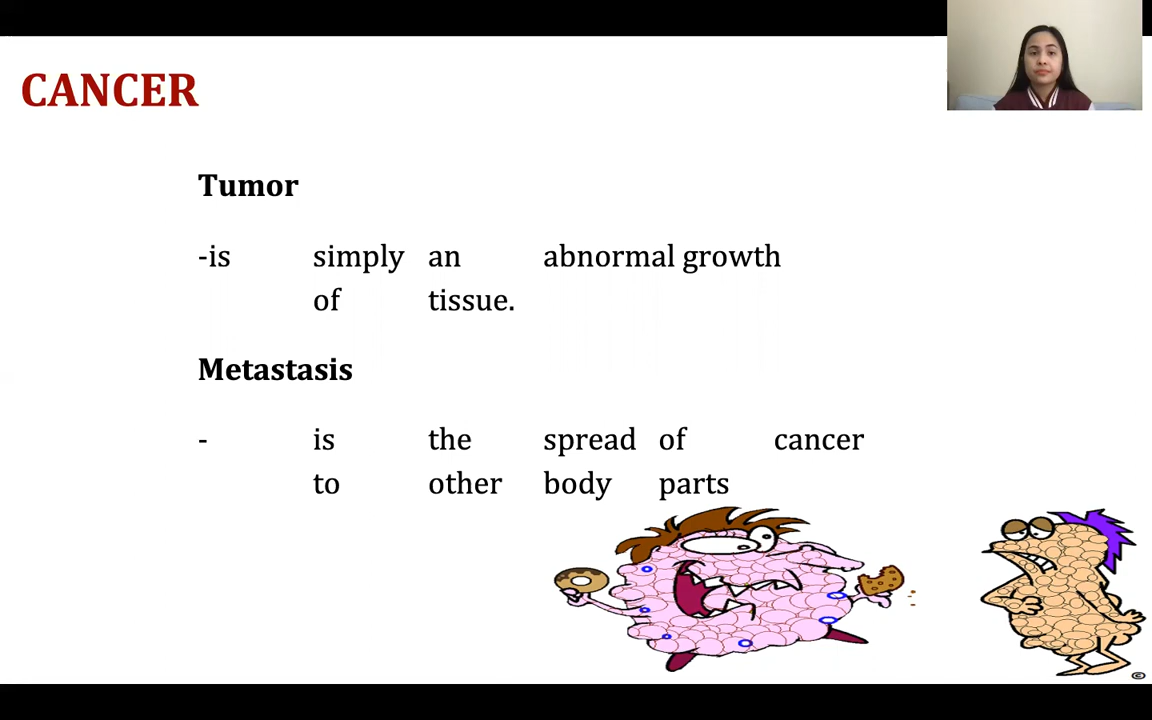 CANCER
Tumor
-is simply an abnormal growth
of tissue.
Metastasis
- is the spread of cancer
to other body parts
©